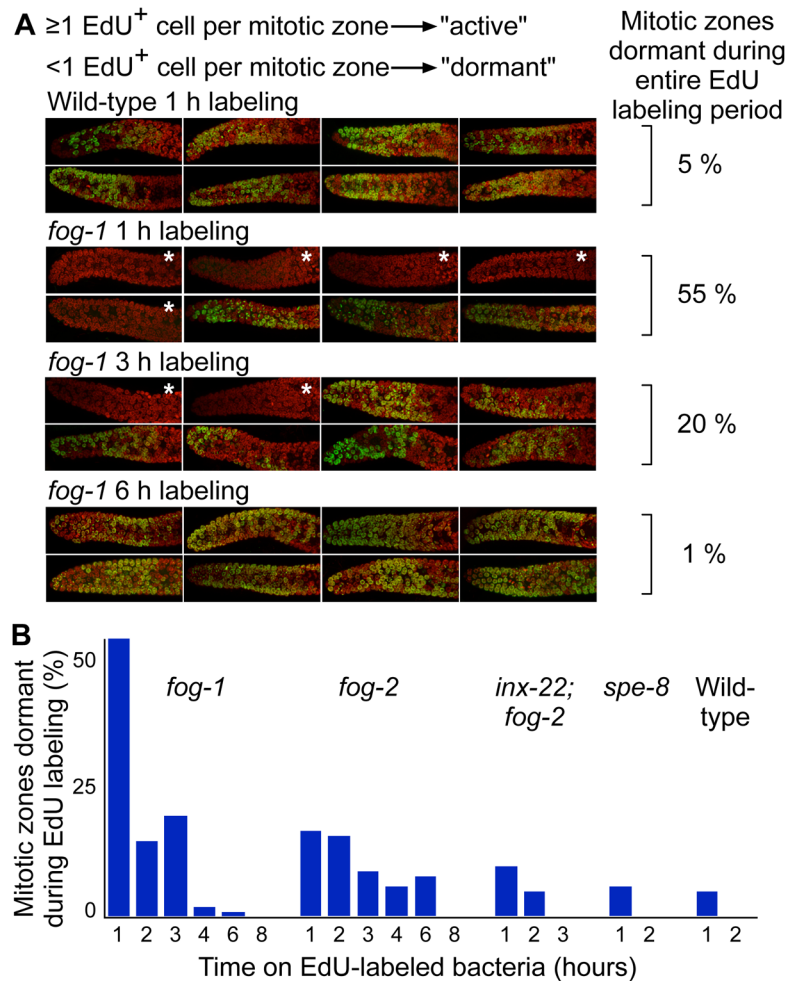 A ≥1 EdU+ cell per mitotic zone → "active"
<1 EdU+ cell per mitotic zone → "dormant"
Mitotic zones
dormant during
entire EdU
labeling period
Wild-type 1 h labeling
5 %
fog-1 1 h labeling
* * * *
*
55 %
fog-1 3 h labeling
* *
20 %
fog-1 6 h labeling
1 %
B
Mitotic zones dormant
during EdU labeling (%)
50
25
0
fog-1
fog-2
inx-22;
fog-2
spe-8
Wild-
type
1 2 3 4 6 8 1 2 3 4 6 8 1 2 3 1 2 1 2
Time on EdU-labeled bacteria (hours)